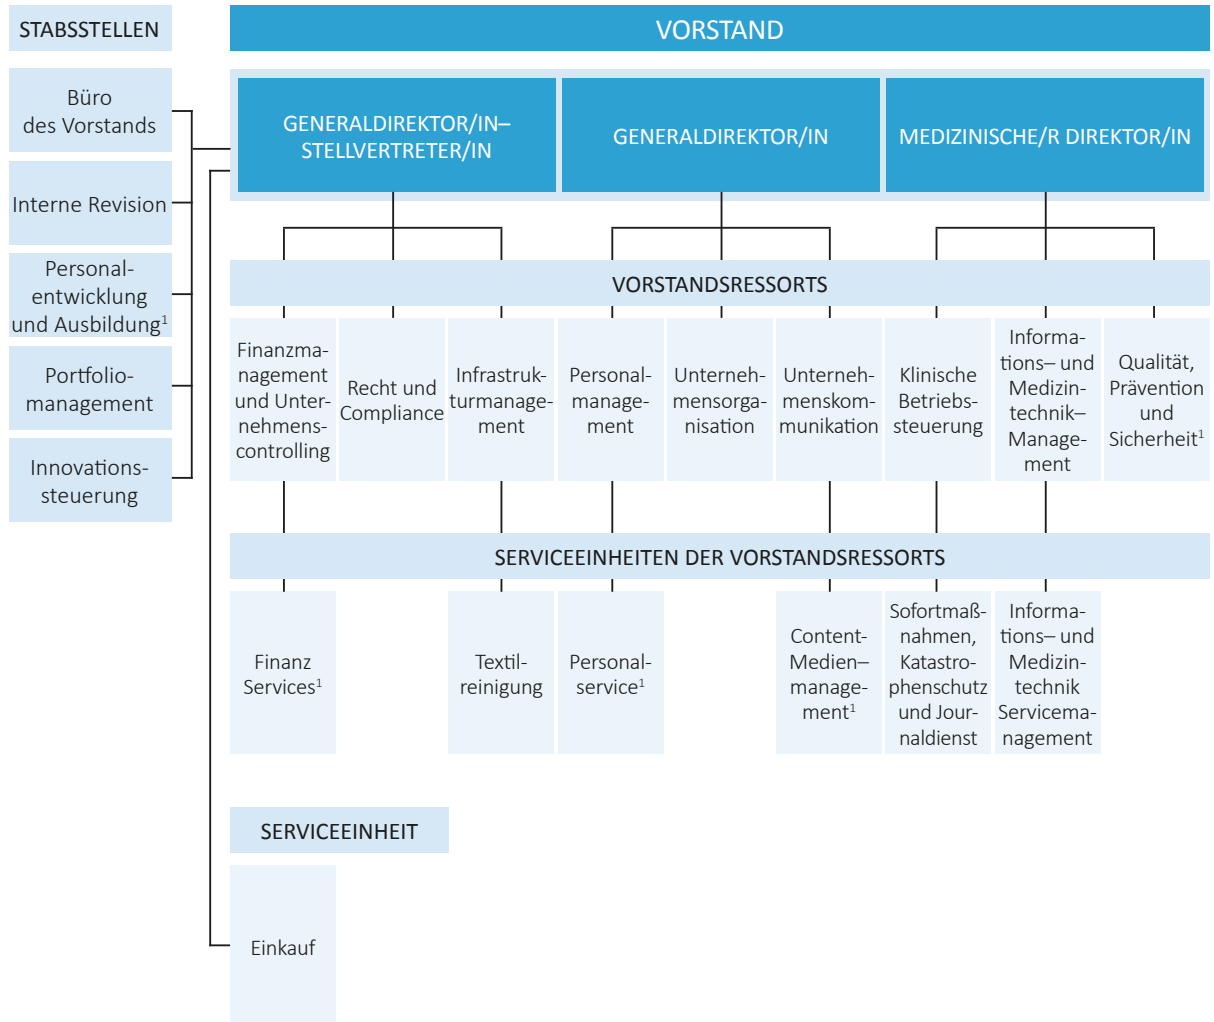 STABSSTELLEN
Büro
des Vorstands
Interne Revision
Personal-
entwicklung
und Ausbildung¹
Portfolio-
management
Innovations-
steuerung
VORSTAND
GENERALDIREKTOR/IN–
STELLVERTRETER/IN
GENERALDIREKTOR/IN
MEDIZINISCHE/R DIREKTOR/IN
VORSTANDSRESSORTS
Finanzma-
nagement
und Unter-
nehmens-
controlling
Recht und
Compliance
Infrastruk-
turmanage-
ment
Personal-
manage-
ment
Unterneh-
mensorga-
nisation
Unterneh-
menskom-
munikation
Klinische
Betriebs-
steuerung
Informa-
tions– und
Medizin-
technik–
Manage-
ment
Qualität,
Prävention
und
Sicherheit¹
SERVICEEINHEITEN DER VORSTANDSRESSORTS
Finanz
Services¹
Textil-
reinigung
Personal-
service¹
Content-
Medien–
manage-
ment¹
Sofortmaß-
nahmen,
Katastro-
phenschutz
und Jour-
naldienst
Informa-
tions– und
Medizin-
technik
Servicema-
nagement
SERVICEEINHEIT
Einkauf